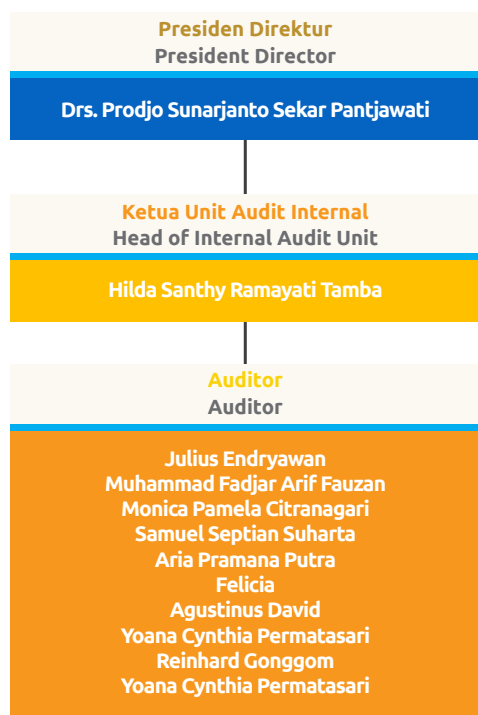 Presiden Direktur
President Director
Drs. Prodjo Sunarjanto Sekar Pantjawati
Ketua Unit Audit Internal
Head of Internal Audit Unit
Hilda Santhy Ramayati Tamba
Auditor
Auditor
Julius Endryawan
Muhammad Fadjar Arif Fauzan
Monica Pamela Citranagari
Samuel Septian Suharta
Aria Pramana Putra
Felicia
Agustinus David
Yoana Cynthia Permatasari
Reinhard Gonggom
Yoana Cynthia Permatasari